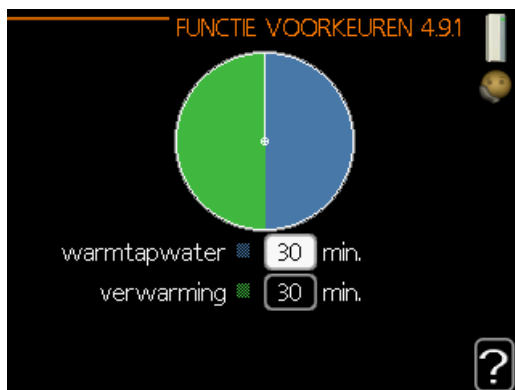 FUNCTIE VOORKEUREN 4.9.1
warmtapwater 30 min.
verwarming 30 min.
?